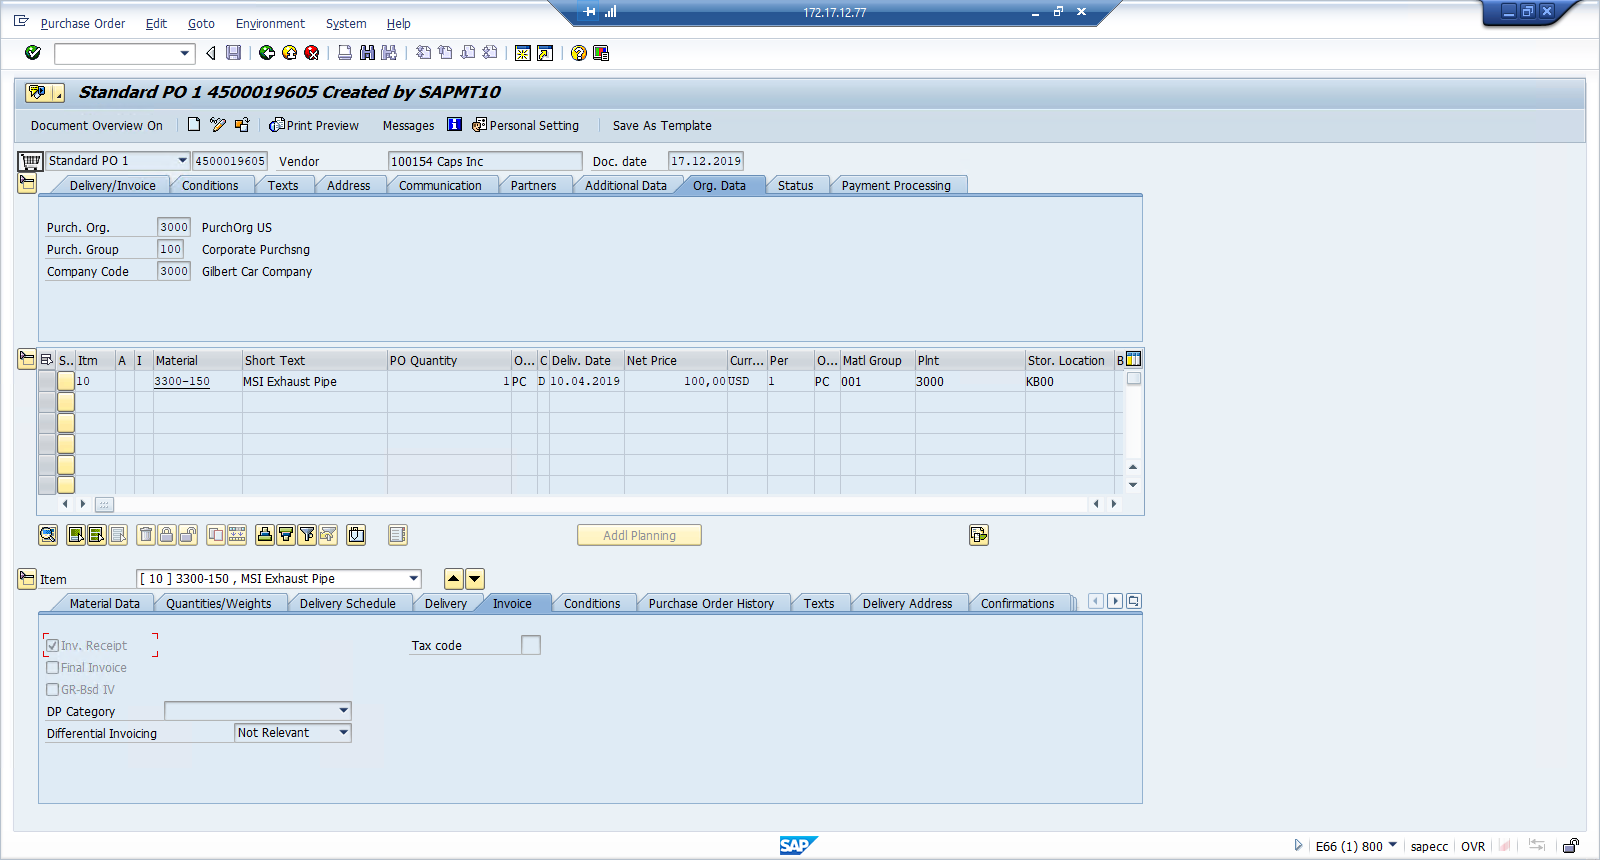 172.17.12.77
Purchase Order Edit Goto Environment System Help
Standard PO 1 4500019605 Created by SAPMT10
Document Overview On Print Preview Messages Personal Setting Save As Template
Standard PO 1 4500019605 Vendor 100154 Caps Inc Doc. date 17.12.2019
Delivery/Invoice Conditions Texts Address Communication Partners Additional Data Org. Data Status Payment Processing
Purch. Org. 3000 PurchOrg US
Purch. Group 100 Corporate Purchsng
Company Code 3000 Gilbert Car Company
S.. Itm A I Material Short Text PO Quantity O... C Deliv. Date Net Price Curr... Per O... Matl Group Plnt Stor. Location B
10 3300-150 MSI Exhaust Pipe 1 PC D 10.04.2019 100,00 USD 1 PC 001 3000 KB00
Addl Planning
Item [ 10 ] 3300-150 , MSI Exhaust Pipe
Material Data Quantities/Weights Delivery Schedule Delivery Invoice Conditions Purchase Order History Texts Delivery Address Confirmations
Inv. Receipt Tax code
Final Invoice
GR-Bsd IV
DP Category
Differential Invoicing Not Relevant
SAP E66 (1) 800 sapecc OVR